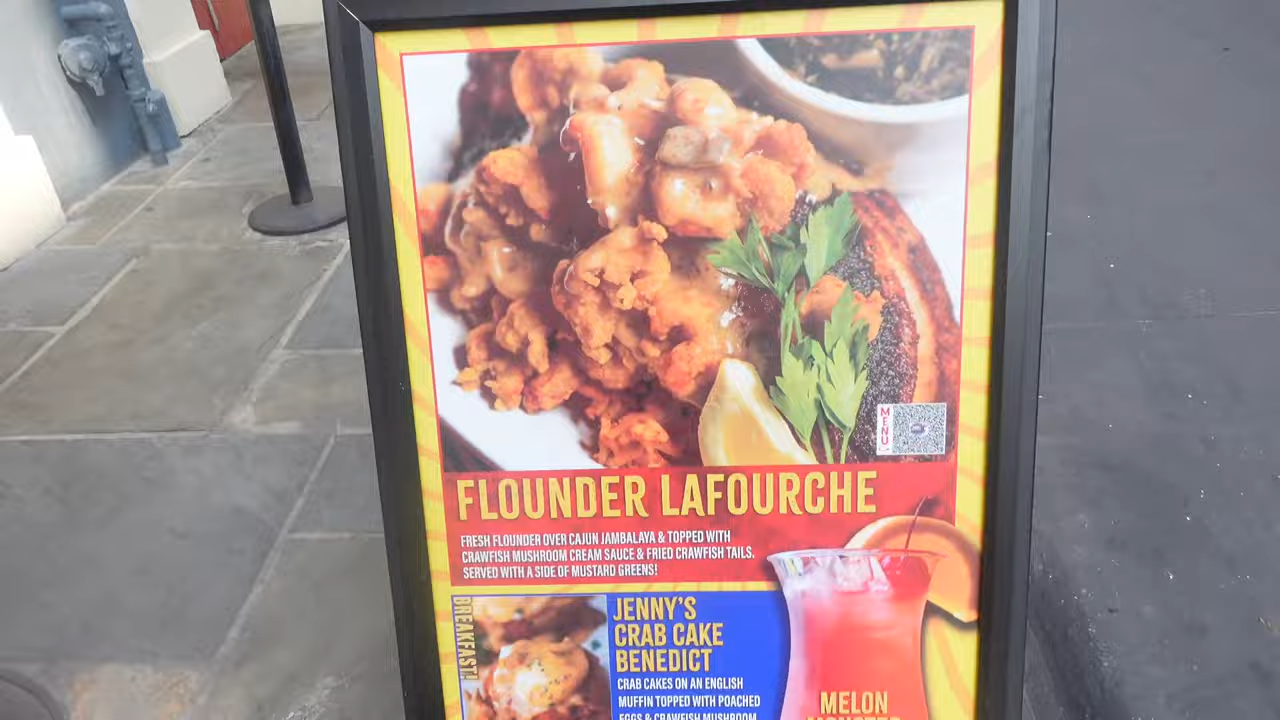 MENU
FLOUNDER LAFOURCHE
FRESH FLOUNDER OVER CAJUN JAMBALAYA & TOPPED WITH
CRAWFISH MUSHROOM CREAM SAUCE & FRIED CRAWFISH TAILS.
SERVED WITH A SIDE OF MUSTARD GREENS!
BREAKFAST!
JENNY'S
CRAB CAKE
BENEDICT
CRAB CAKES ON AN ENGLISH
MUFFIN TOPPED WITH POACHED
EGGS & CRAWFISH MUSHROOM
MELON